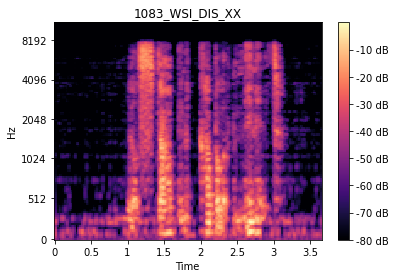 1083_WSI_DIS_XX
8192
4096
2048
1024
512
0
Hz
0 0.5 1 1.5 2 2.5 3 3.5
Time
-10 dB
-20 dB
-30 dB
-40 dB
-50 dB
-60 dB
-70 dB
-80 dB